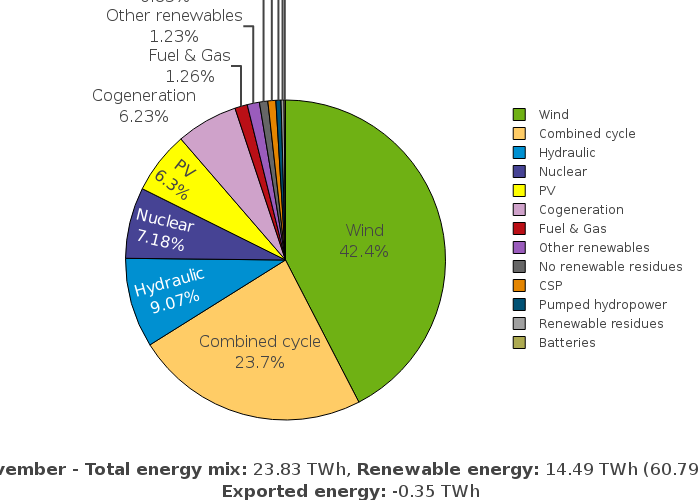 Other renewables
1.23%
Fuel & Gas
1.26%
Cogeneration
6.23%
PV
6.3%
Nuclear
7.18%
Hydraulic
9.07%
Wind
42.4%
Combined cycle
23.7%
Wind
Combined cycle
Hydraulic
Nuclear
PV
Cogeneration
Fuel & Gas
Other renewables
No renewable residues
CSP
Pumped hydropower
Renewable residues
Batteries
vember - Total energy mix: 23.83 TWh, Renewable energy: 14.49 TWh (60.79
Exported energy: -0.35 TWh